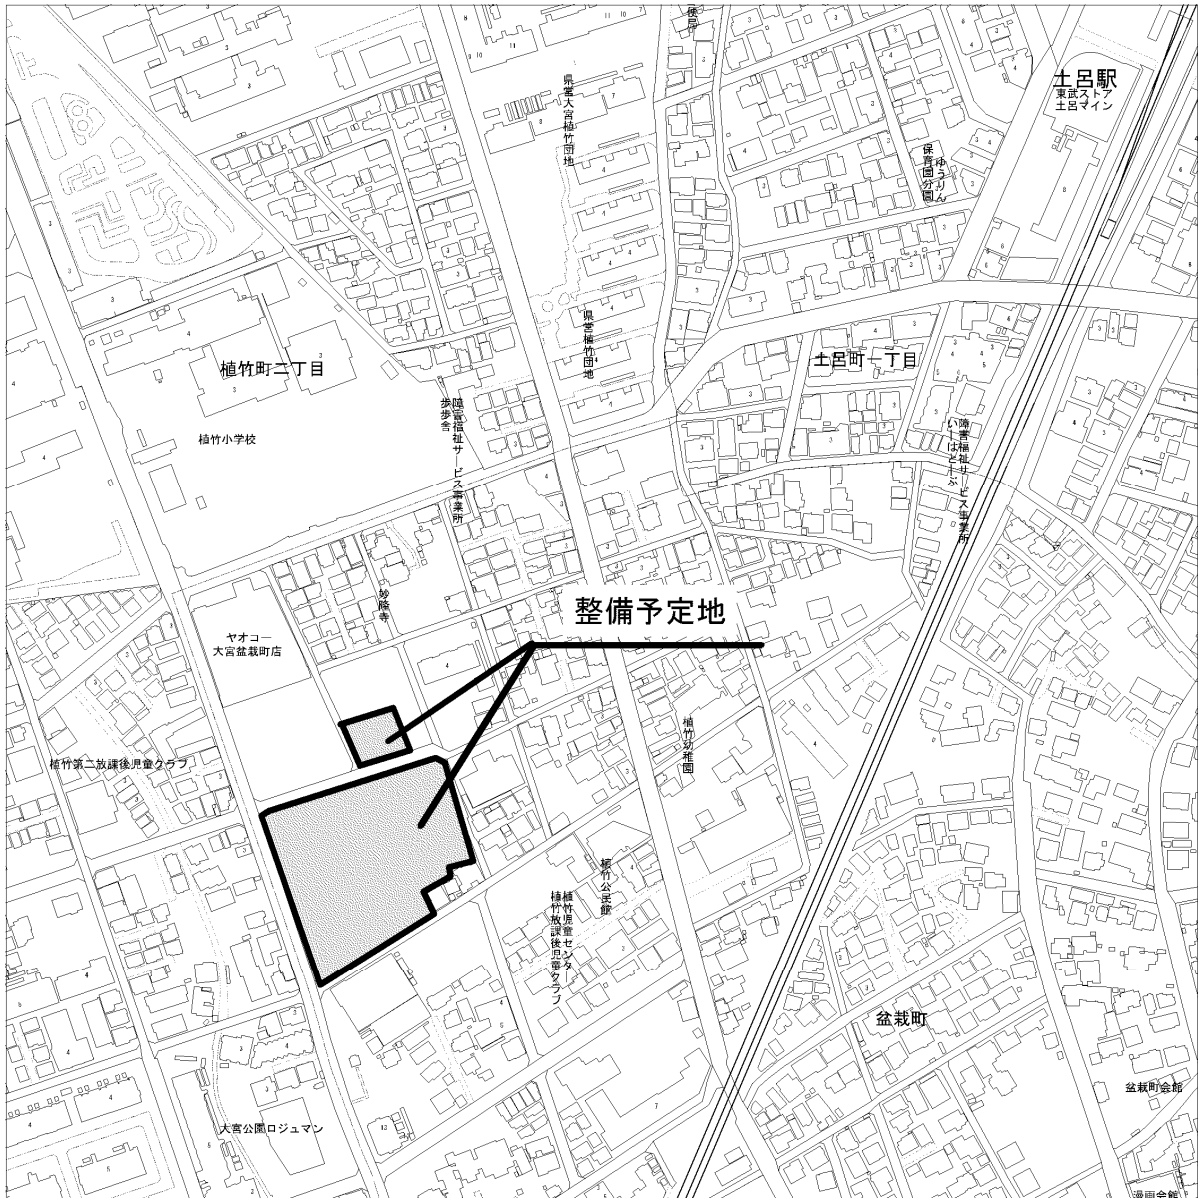 土呂駅
東武ストア
土呂マイン
県営大宮植竹団地
ゆうりん
保育園分園
県営植竹団地
植竹町二丁目
土呂町一丁目
植竹小学校
障害福祉サービス事業所
歩歩舎
障害福祉サービス事業所
いーはとーぶ
妙隆寺
整備予定地
ヤオコー
大宮盆栽町店
植竹幼稚園
植竹第二放課後児童クラブ
植竹公民館
植竹児童センター
植竹放課後児童クラブ
盆栽町
盆栽町会館
大宮公園ロジュマン
漫画会館